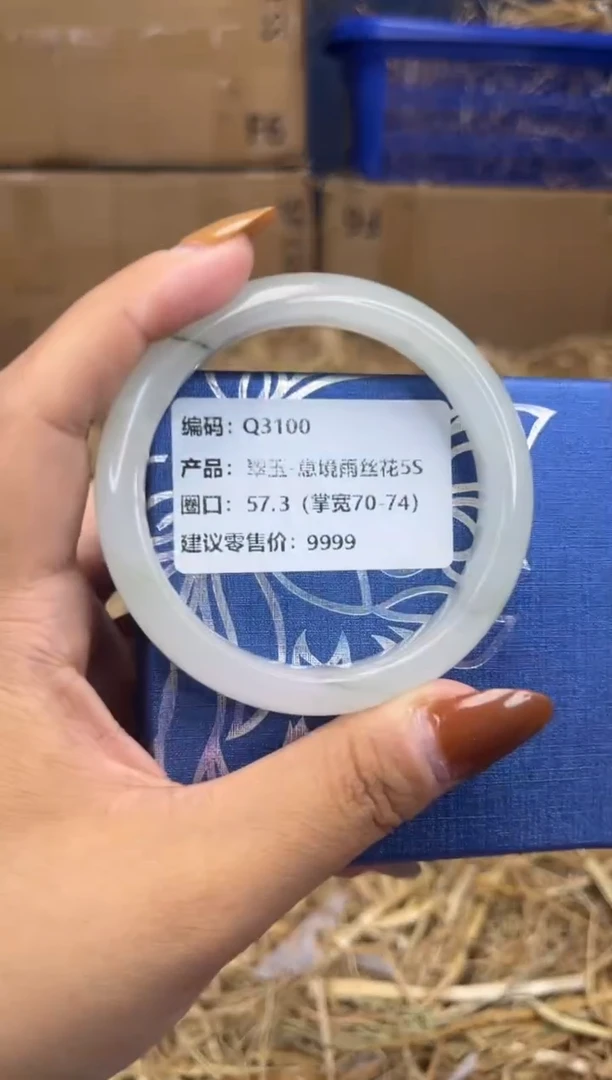 编码：Q3100
产品：翠玉-意境雨丝花5S
圈口：57.3（掌宽70-74）
建议零售价：9999